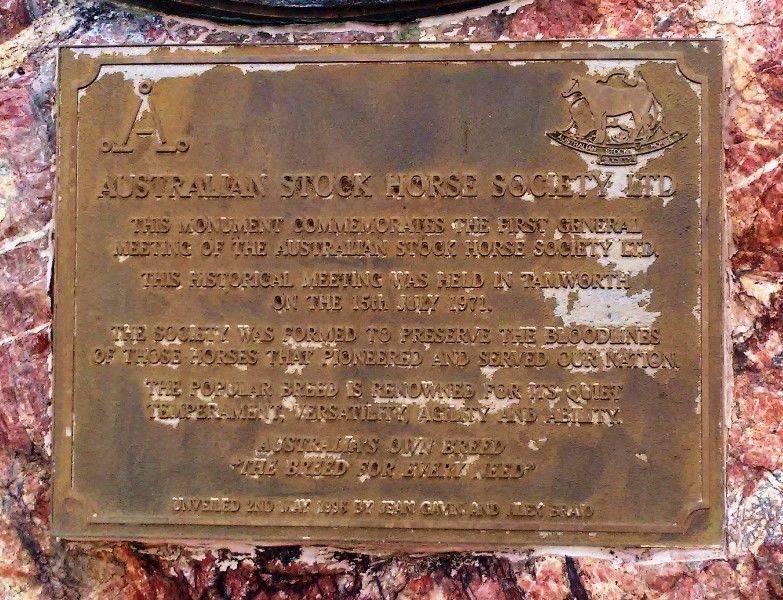 A
AUSTRALIAN STOCK HORSE SOCIETY LTD
THIS MONUMENT COMMEMORATES THE FIRST GENERAL
MEETING OF THE AUSTRALIAN STOCK HORSE SOCIETY LTD.
THIS HISTORICAL MEETING WAS HELD IN TAMWORTH
ON THE 15th JULY 1971.
THE SOCIETY WAS FORMED TO PRESERVE THE BLOODLINES
OF THOSE HORSES THAT PIONEERED AND SERVED OUR NATION.
THE POPULAR BREED IS RENOWNED FOR ITS QUIET
TEMPERAMENT, VERSATILITY, AGILITY AND ABILITY.
AUSTRALIA'S OWN BREED
"THE BREED FOR EVERY NEED"
UNVEILED 2ND MAY BY JEAN GAVIN AND ALEX BRAID